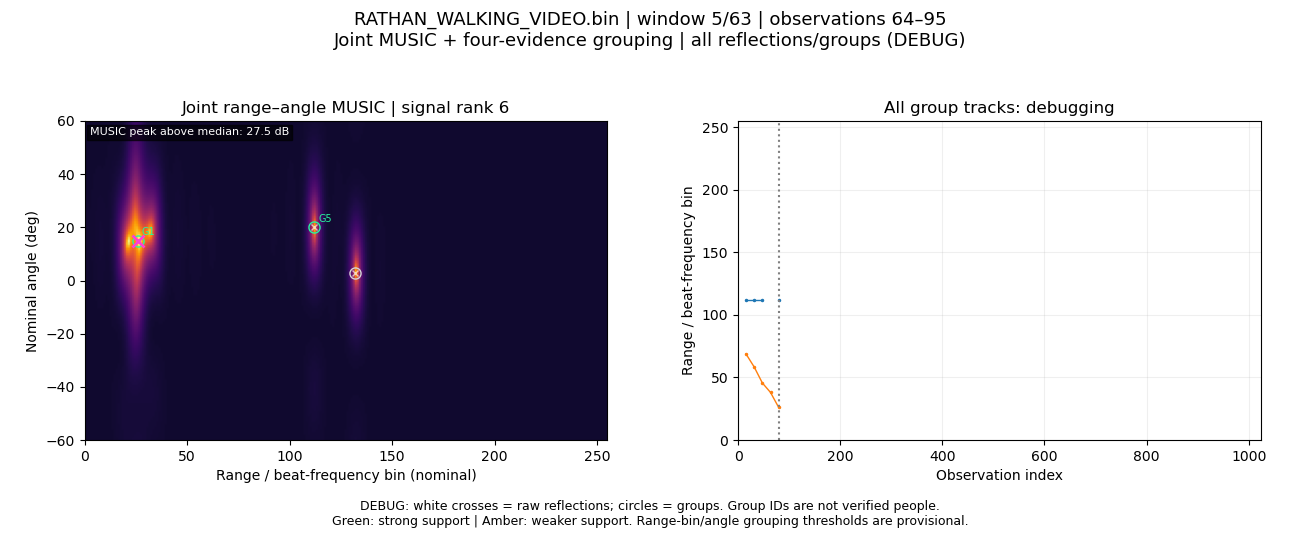 RATHAN_WALKING_VIDEO.bin | window 5/63 | observations 64–95
Joint MUSIC + four-evidence grouping | all reflections/groups (DEBUG)
Joint range–angle MUSIC | signal rank 6
MUSIC peak above median: 27.5 dB
60
40
20
0
−20
−40
−60
Nominal angle (deg)
G5
0
50
100
150
200
250
Range / beat-frequency bin (nominal)
All group tracks: debugging
250
200
150
100
50
0
Range / beat-frequency bin
0
200
400
600
800
1000
Observation index
DEBUG: white crosses = raw reflections; circles = groups. Group IDs are not verified people.
Green: strong support | Amber: weaker support. Range-bin/angle grouping thresholds are provisional.